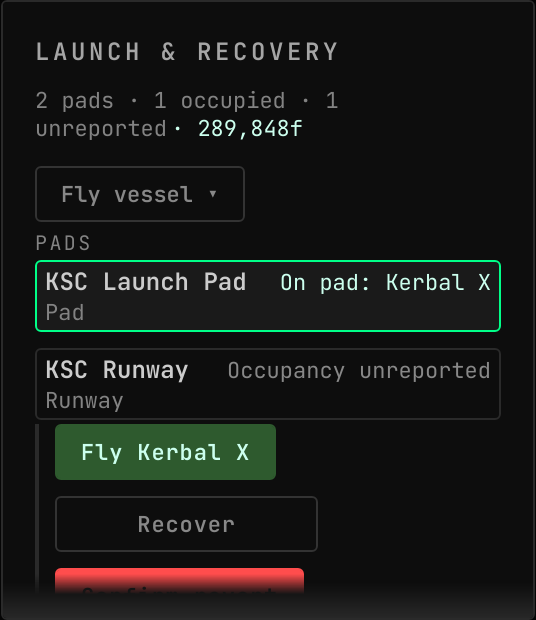 LAUNCH & RECOVERY
2 pads · 1 occupied · 1
unreported · 289,848f
Fly vessel ▾
PADS
KSC Launch Pad On pad: Kerbal X
Pad
KSC Runway Occupancy unreported
Runway
Fly Kerbal X
Recover